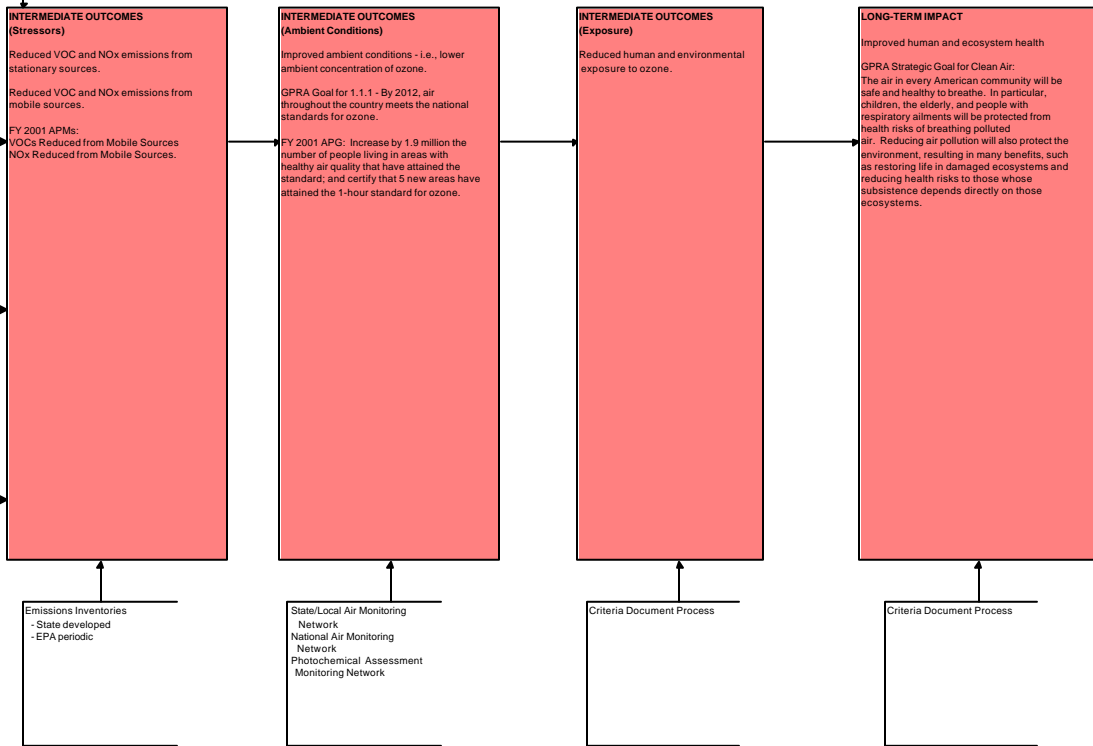 INTERMEDIATE OUTCOMES
(Stressors)
Reduced VOC and NOx emissions from
stationary sources.
Reduced VOC and NOx emissions from
mobile sources.
FY 2001 APMs:
VOCs Reduced from Mobile Sources
NOx Reduced from Mobile Sources.
INTERMEDIATE OUTCOMES
(Ambient Conditions)
Improved ambient conditions - i.e., lower
ambient concentration of ozone.
GPRA Goal for 1.1.1 - By 2012, air
throughout the country meets the national
standards for ozone.
FY 2001 APG: Increase by 1.9 million the
number of people living in areas with
healthy air quality that have attained the
standard; and certify that 5 new areas have
attained the 1-hour standard for ozone.
INTERMEDIATE OUTCOMES
(Exposure)
Reduced human and environmental
exposure to ozone.
LONG-TERM IMPACT
Improved human and ecosystem health
GPRA Strategic Goal for Clean Air:
The air in every American community will be
safe and healthy to breathe. In particular,
children, the elderly, and people with
respiratory ailments will be protected from
health risks of breathing polluted
air. Reducing air pollution will also protect the
environment, resulting in many benefits, such
as restoring life in damaged ecosystems and
reducing health risks to those whose
subsistence depends directly on those
ecosystems.
Emissions Inventories
- State developed
- EPA periodic
State/Local Air Monitoring
Network
National Air Monitoring
Network
Photochemical Assessment
Monitoring Network
Criteria Document Process
Criteria Document Process